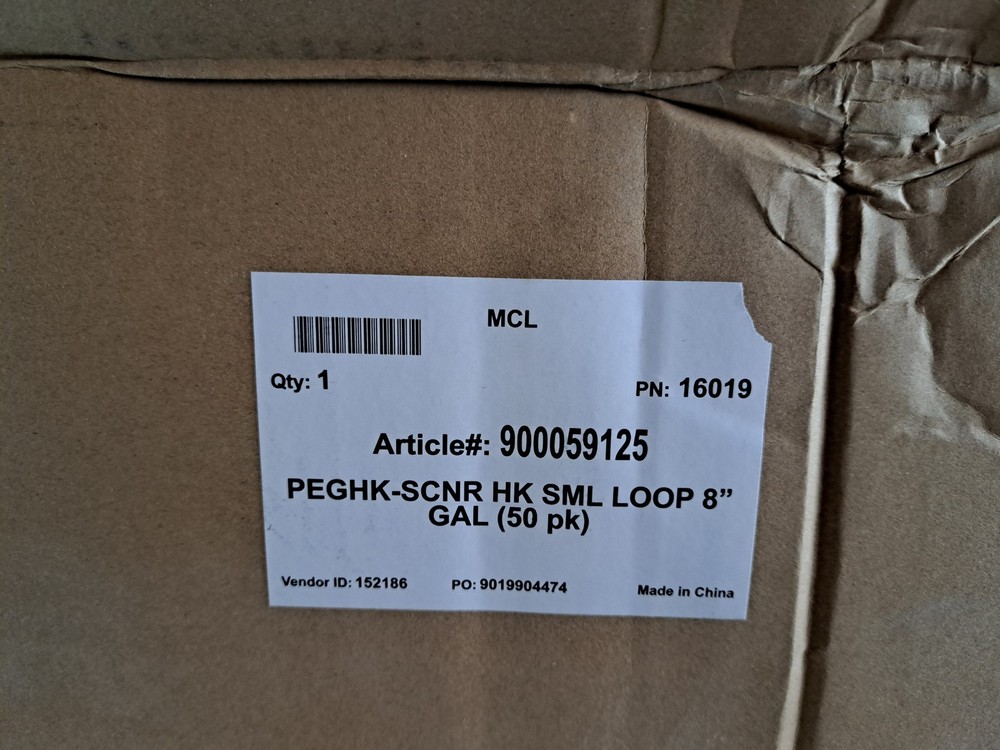 MCL
Qty: 1
PN: 16019
Article#: 900059125
PEGHK-SCNR HK SML LOOP 8”
GAL (50 pk)
Vendor ID: 152186 PO: 9019904474 Made in China